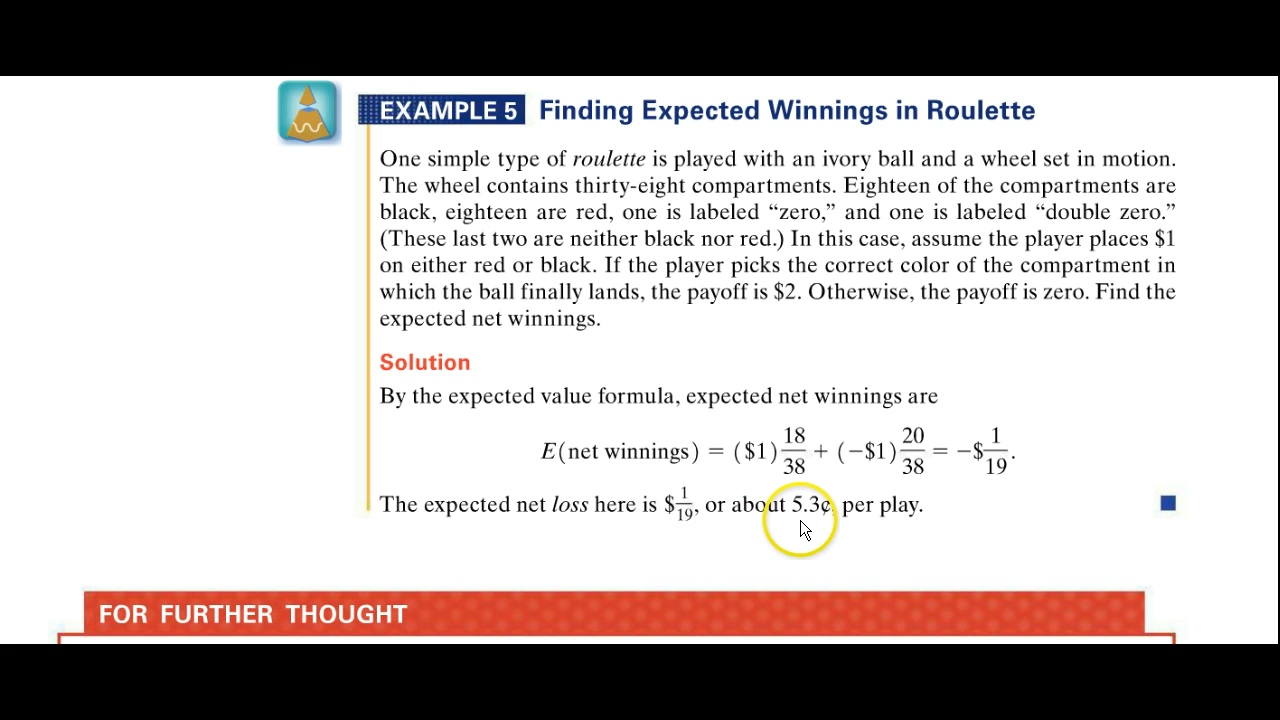 EXAMPLE 5 Finding Expected Winnings in Roulette
One simple type of roulette is played with an ivory ball and a wheel set in motion.
The wheel contains thirty-eight compartments. Eighteen of the compartments are
black, eighteen are red, one is labeled “zero,” and one is labeled “double zero.”
(These last two are neither black nor red.) In this case, assume the player places $1
on either red or black. If the player picks the correct color of the compartment in
which the ball finally lands, the payoff is $2. Otherwise, the payoff is zero. Find the
expected net winnings.
Solution
By the expected value formula, expected net winnings are
E(net winnings) = ($1) 18/38 + (−$1) 20/38 = −$ 1/19.
The expected net loss here is $ 1/19, or about 5.3¢, per play.
FOR FURTHER THOUGHT